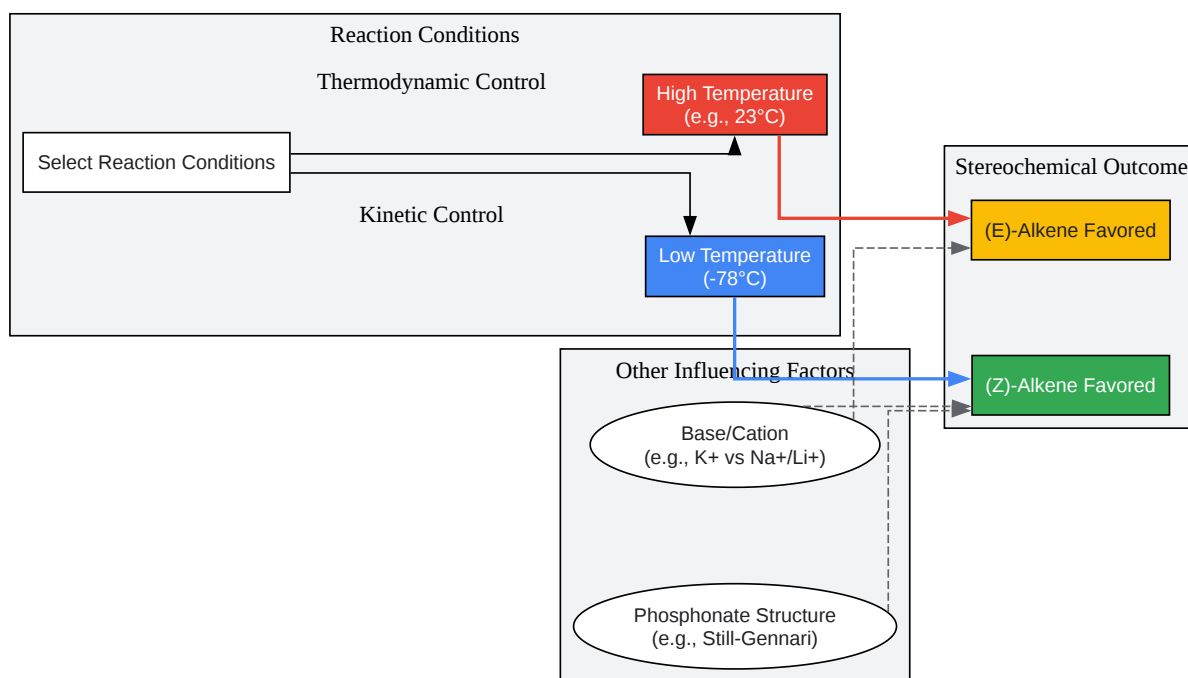 Reaction Conditions
Thermodynamic Control
High Temperature
(e.g., 23°C)
Select Reaction Conditions
Kinetic Control
Low Temperature
(-78°C)
Stereochemical Outcome
(E)-Alkene Favored
(Z)-Alkene Favored
Other Influencing Factors
Base/Cation
(e.g., K+ vs Na+/Li+)
Phosphonate Structure
(e.g., Still-Gennari)